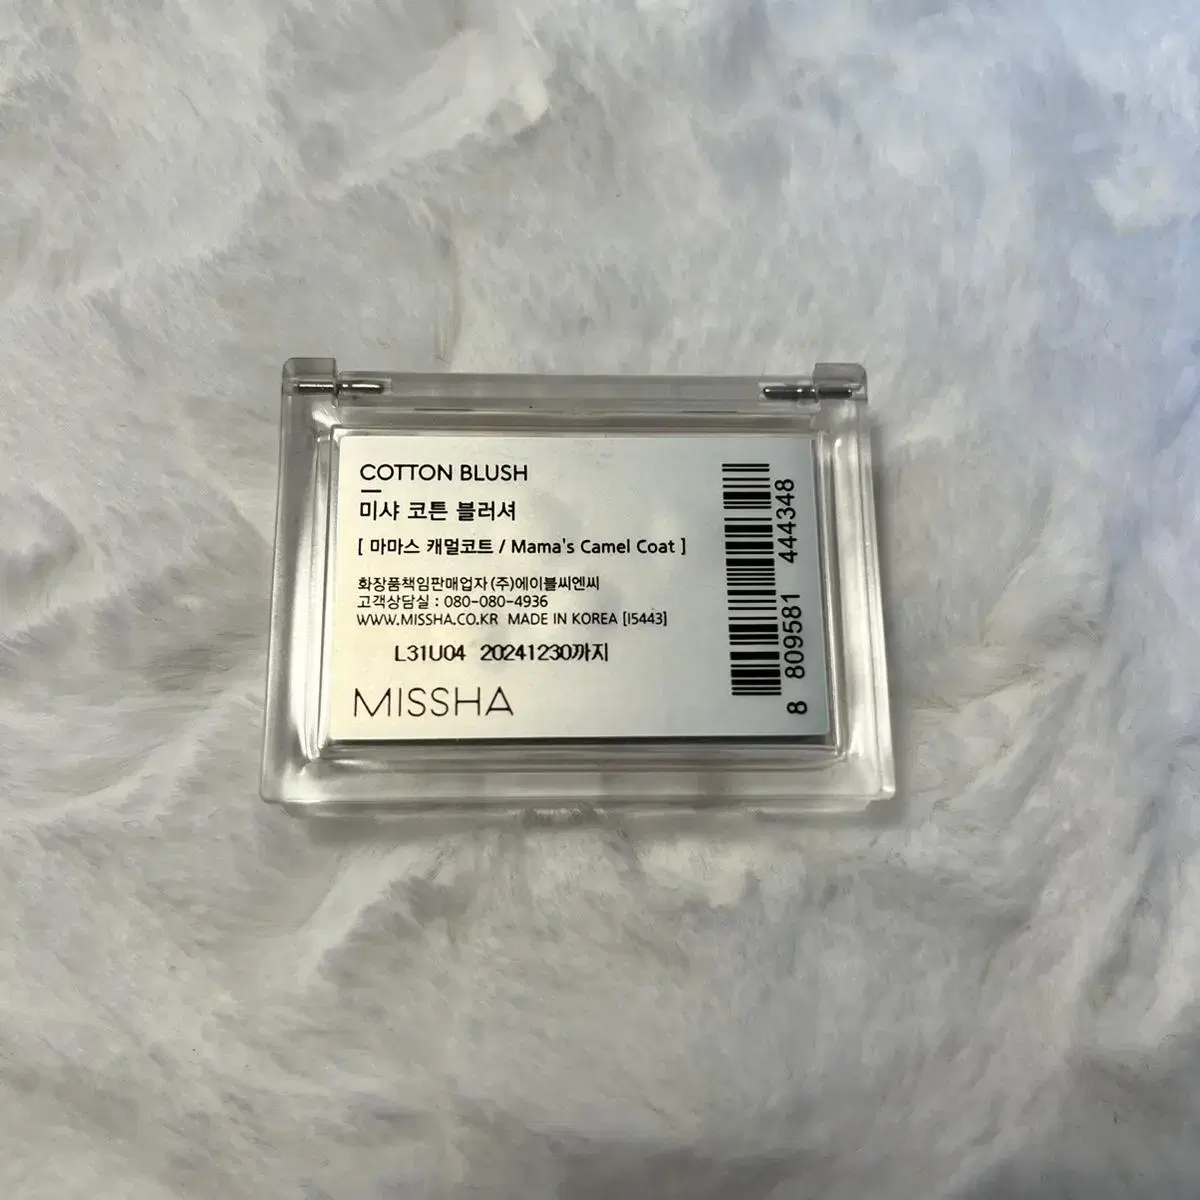 COTTON BLUSH
미샤 코튼 블러셔
[ 마마스 캐멀코트 / Mama's Camel Coat ]
화장품책임판매업자 (주)에이블씨엔씨
고객상담실 : 080-080-4936
WWW.MISSHA.CO.KR MADE IN KOREA [I5443]
L31U04 20241230까지
MISSHA
8 809581 444348